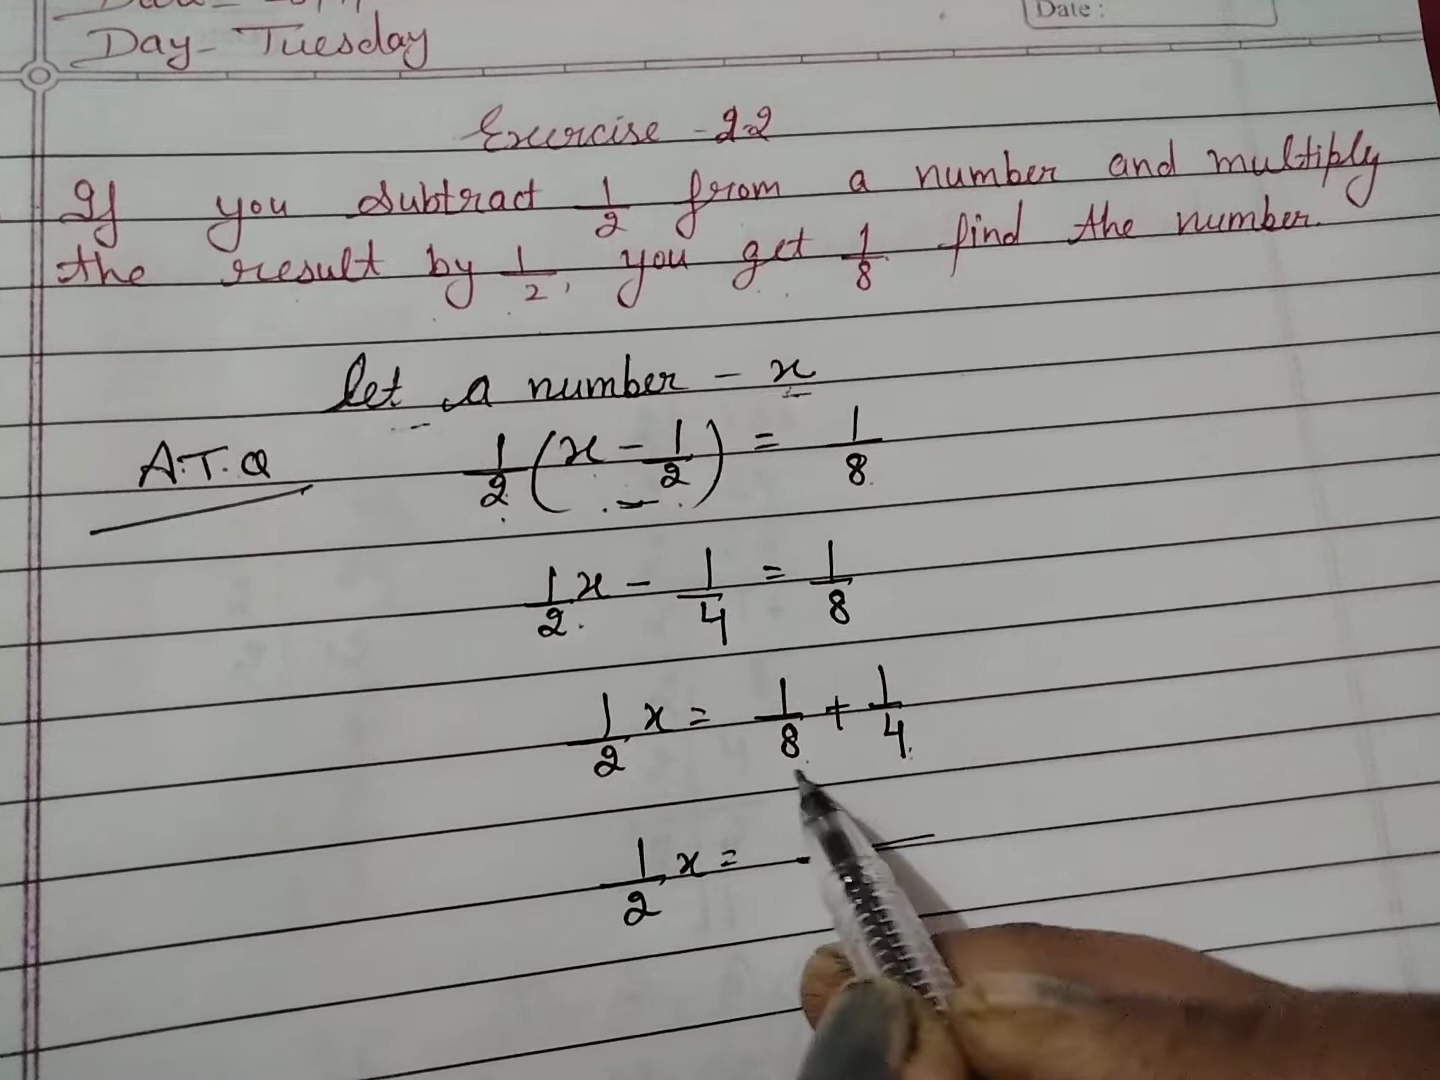 Day- Tuesday
Date :
Exercise - 2.2
If you subtract 1/2 from a number and multiply
the result by 1/2, you get 1/8 find the number.
let a number - x
A.T.Q 1/2 (x - 1/2) = 1/8
1/2 x - 1/4 = 1/8
1/2 x = 1/8 + 1/4
1/2 x =